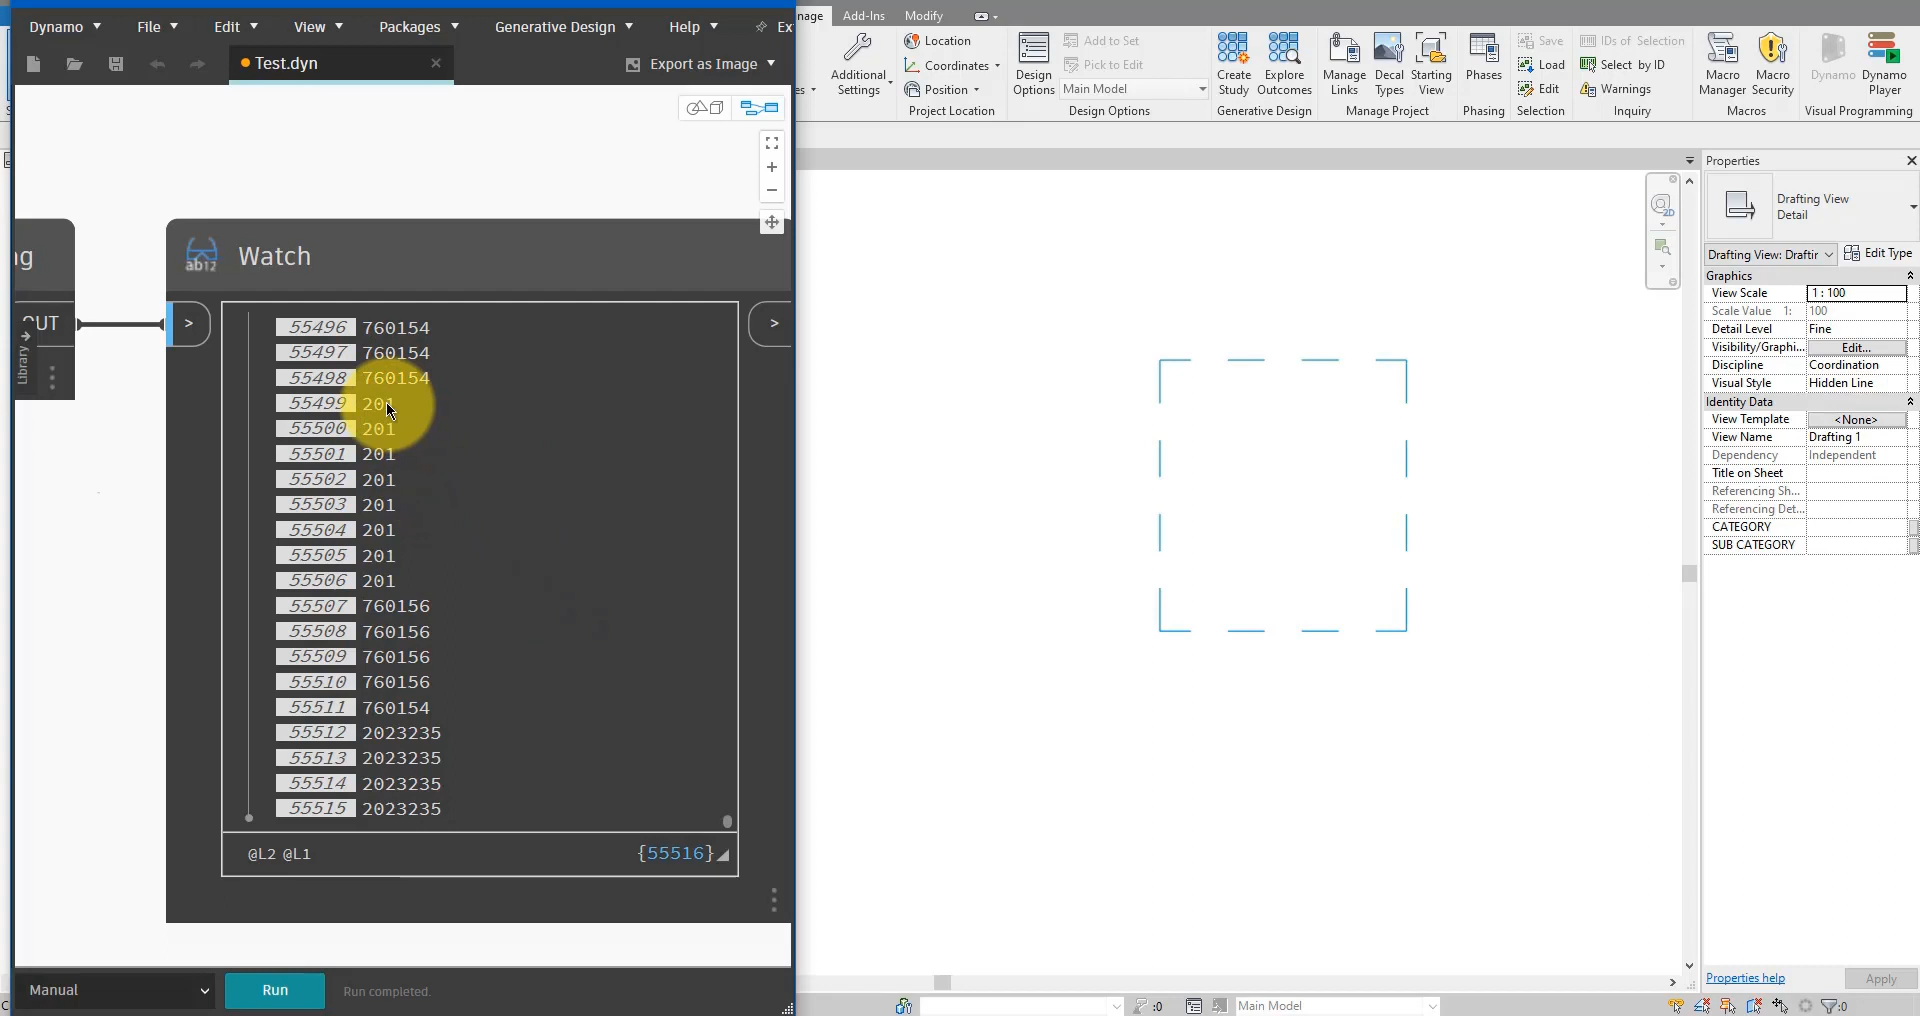 Dynamo File Edit View Packages Generative Design Help
Test.dyn
Export as Image
Watch
ab12
OUT
Library
>
>
55496 760154
55497 760154
55498 760154
55499 201
55500 201
55501 201
55502 201
55503 201
55504 201
55505 201
55506 201
55507 760156
55508 760156
55509 760156
55510 760156
55511 760154
55512 2023235
55513 2023235
55514 2023235
55515 2023235
@L2 @L1 {55516}
Manual Run Run completed.
nage Add-Ins Modify
Additional
Settings
Location
Coordinates
Position
Project Location
Design
Options
Add to Set
Pick to Edit
Main Model
Design Options
Create
Study
Explore
Outcomes
Generative Design
Manage
Links
Decal
Types
Starting
View
Manage Project
Phases
Phasing
Save
Load
Edit
Selection
IDs of Selection
Select by ID
Warnings
Inquiry
Macro
Manager
Macro
Security
Macros
Dynamo
Dynamo
Player
Visual Programming
2D
Properties
Drafting View
Detail
Drafting View: Draftir Edit Type
Graphics
View Scale 1 : 100
Scale Value 1: 100
Detail Level Fine
Visibility/Graphi... Edit...
Discipline Coordination
Visual Style Hidden Line
Identity Data
View Template <None>
View Name Drafting 1
Dependency Independent
Title on Sheet
Referencing Sh...
Referencing Det...
CATEGORY
SUB CATEGORY
Properties help Apply
:0 Main Model :0